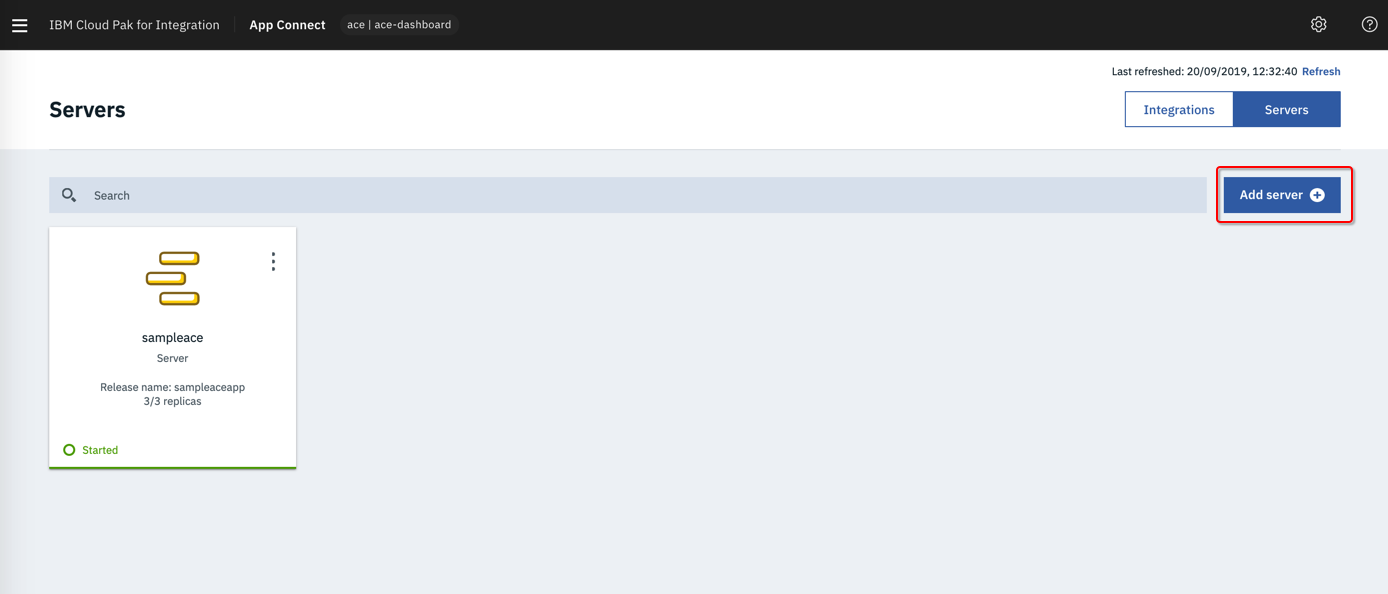 IBM Cloud Pak for Integration App Connect ace | ace-dashboard
Last refreshed: 20/09/2019, 12:32:40 Refresh
Servers
Integrations Servers
Search
Add server
sampleace
Server
Release name: sampleaceapp
3/3 replicas
Started